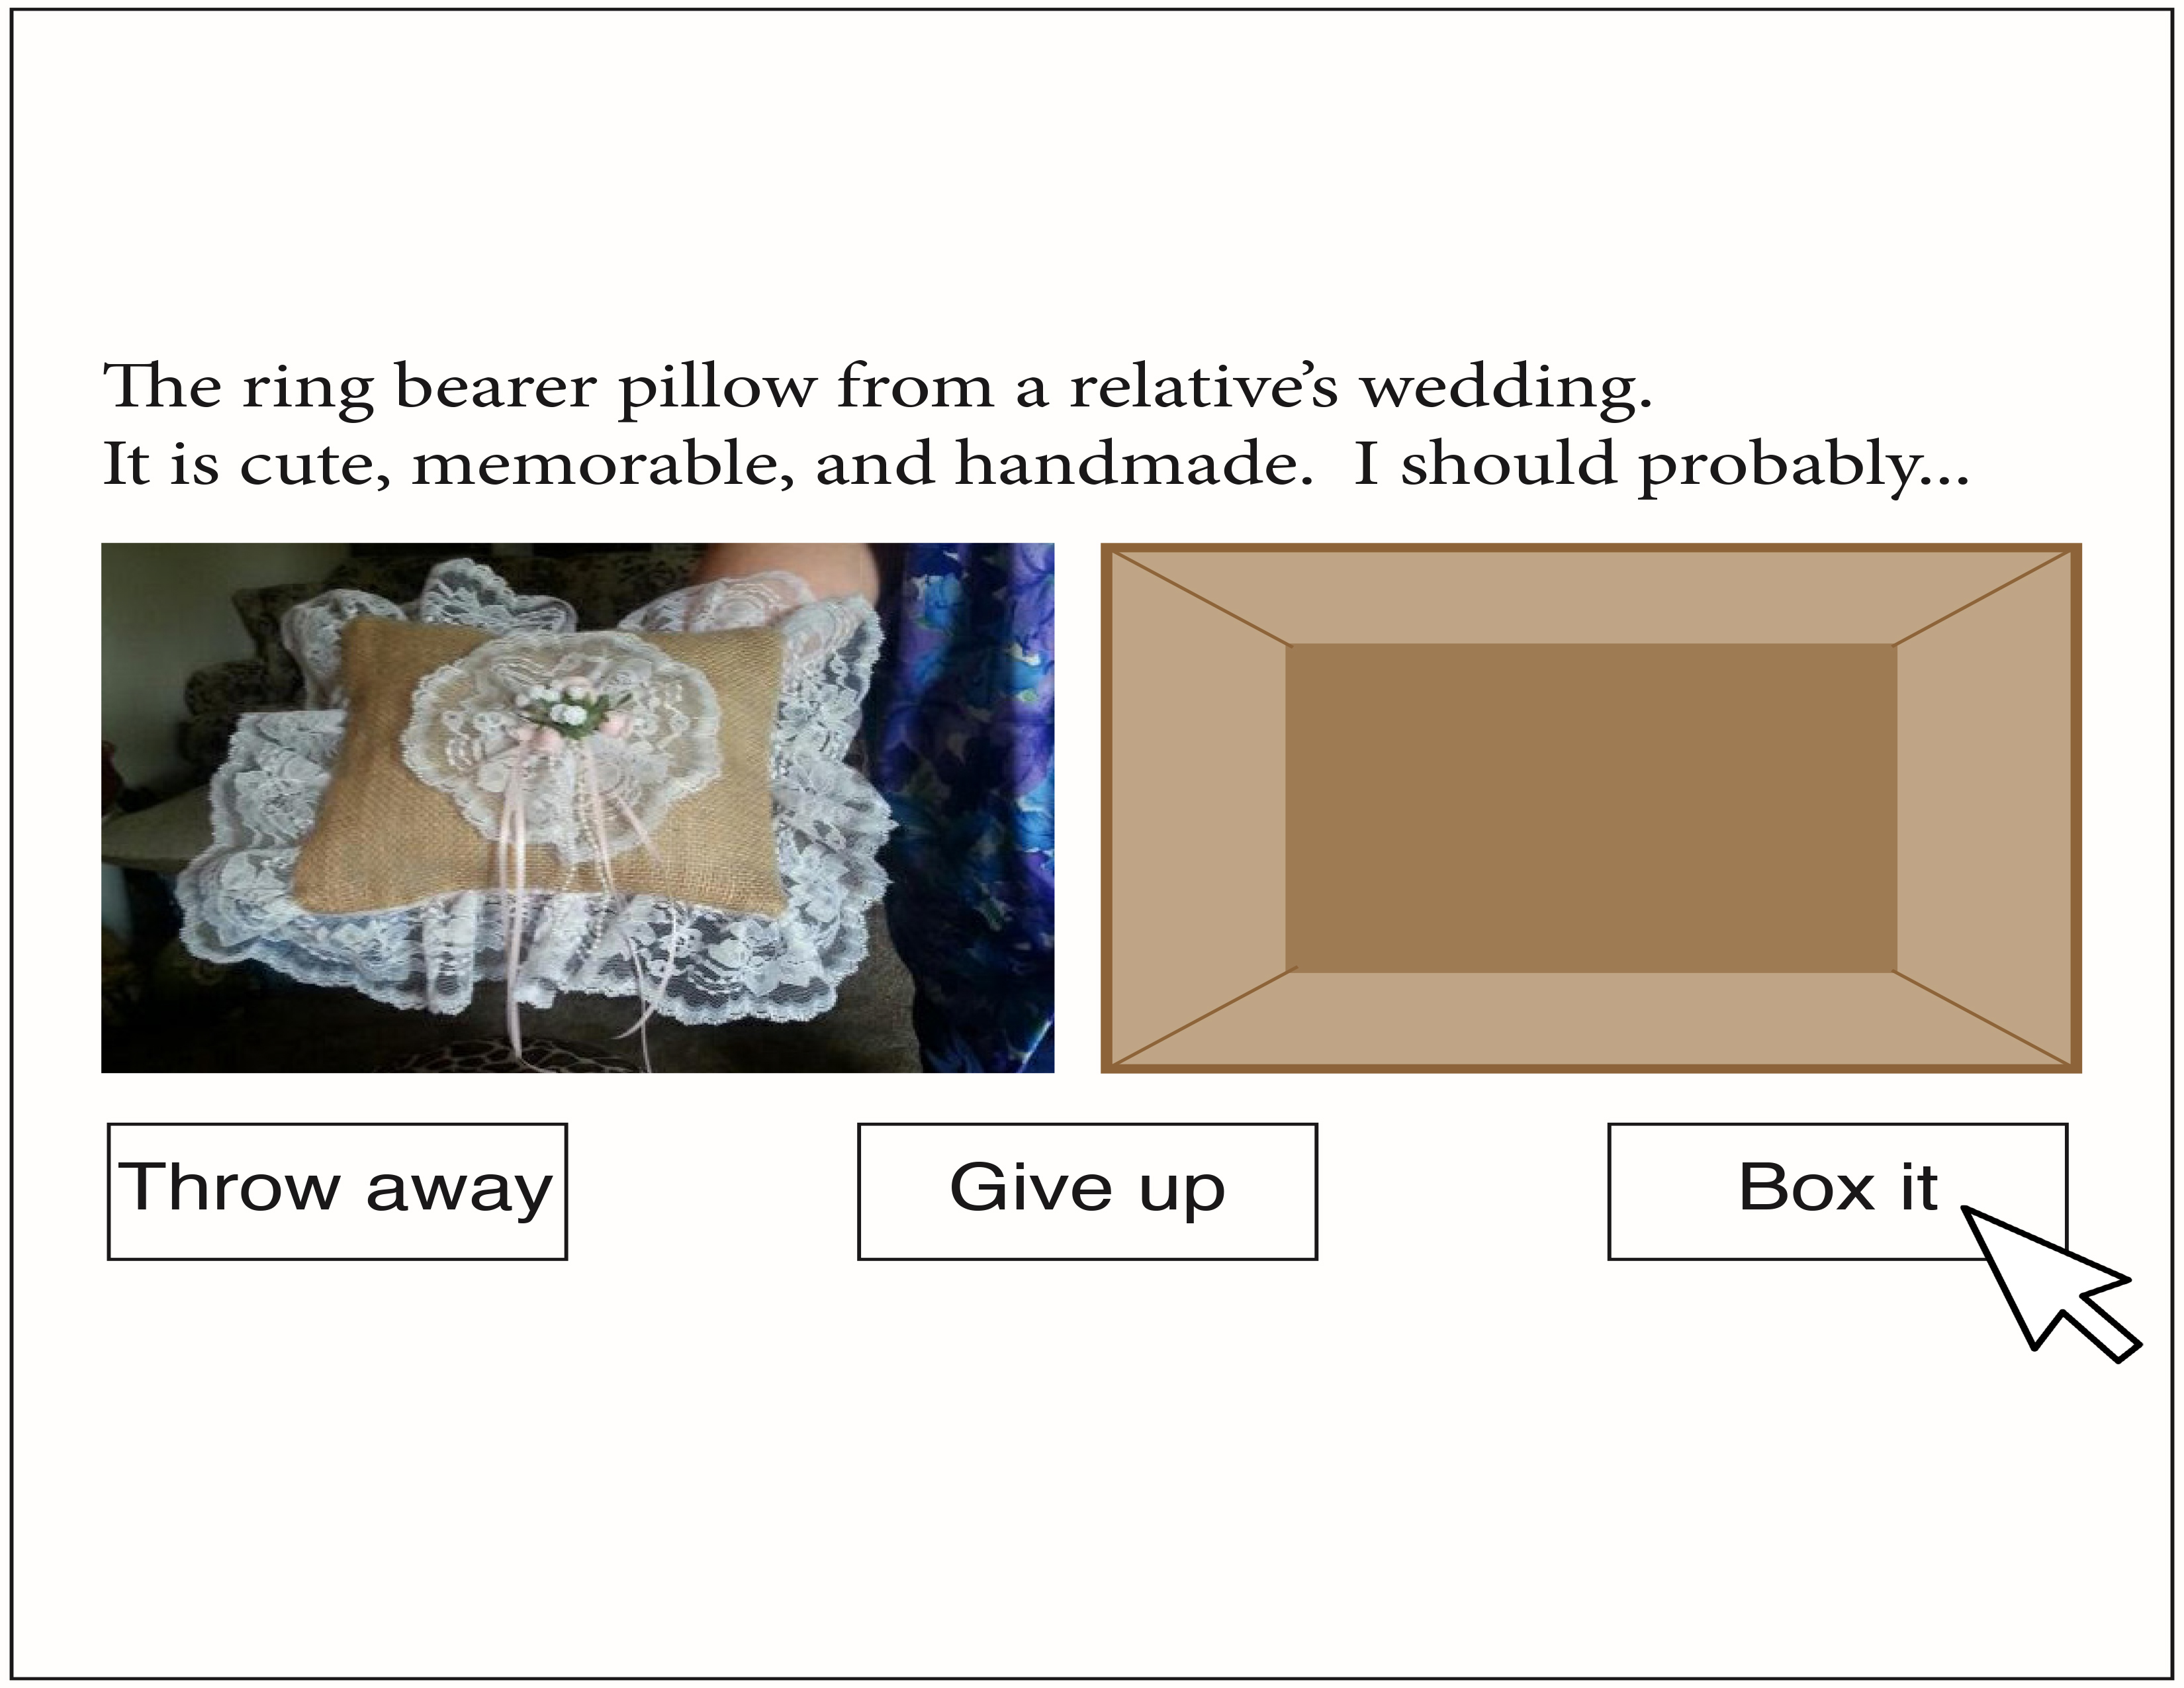 The ring bearer pillow from a relative’s wedding.
It is cute, memorable, and handmade.  I should probably...
Throw away
Give up
Box it